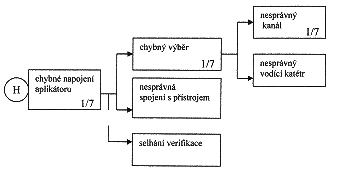 H
chybné napojení
aplikátoru
1/7
chybný výběr
1/7
nesprávný
kanál
1/7
nesprávný
vodící katétr
nesprávná
spojení s přístrojem
selhání verifikace